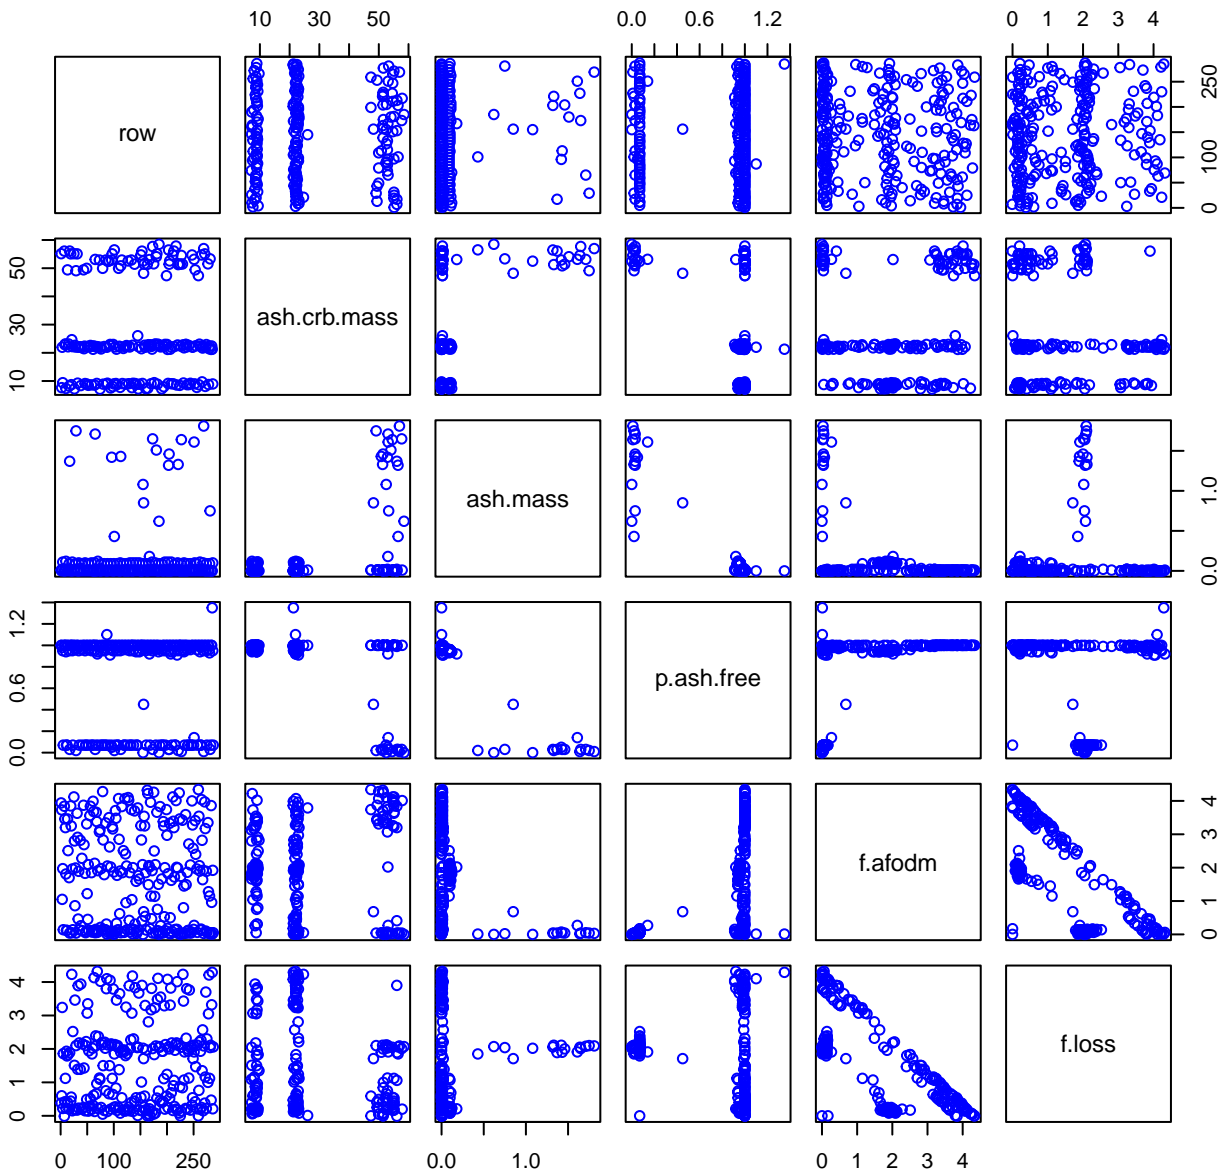 10 30 50 0.0 0.6 1.2 0 1 2 3 4
row 0 100 250
10 30 50 ash.crb.mass
ash.mass 0.0 1.0
0.0 0.6 1.2 p.ash.free
f.afodm 0 1 2 3 4
0 1 2 3 4 f.loss
0 100 250 0.0 1.0 0 1 2 3 4